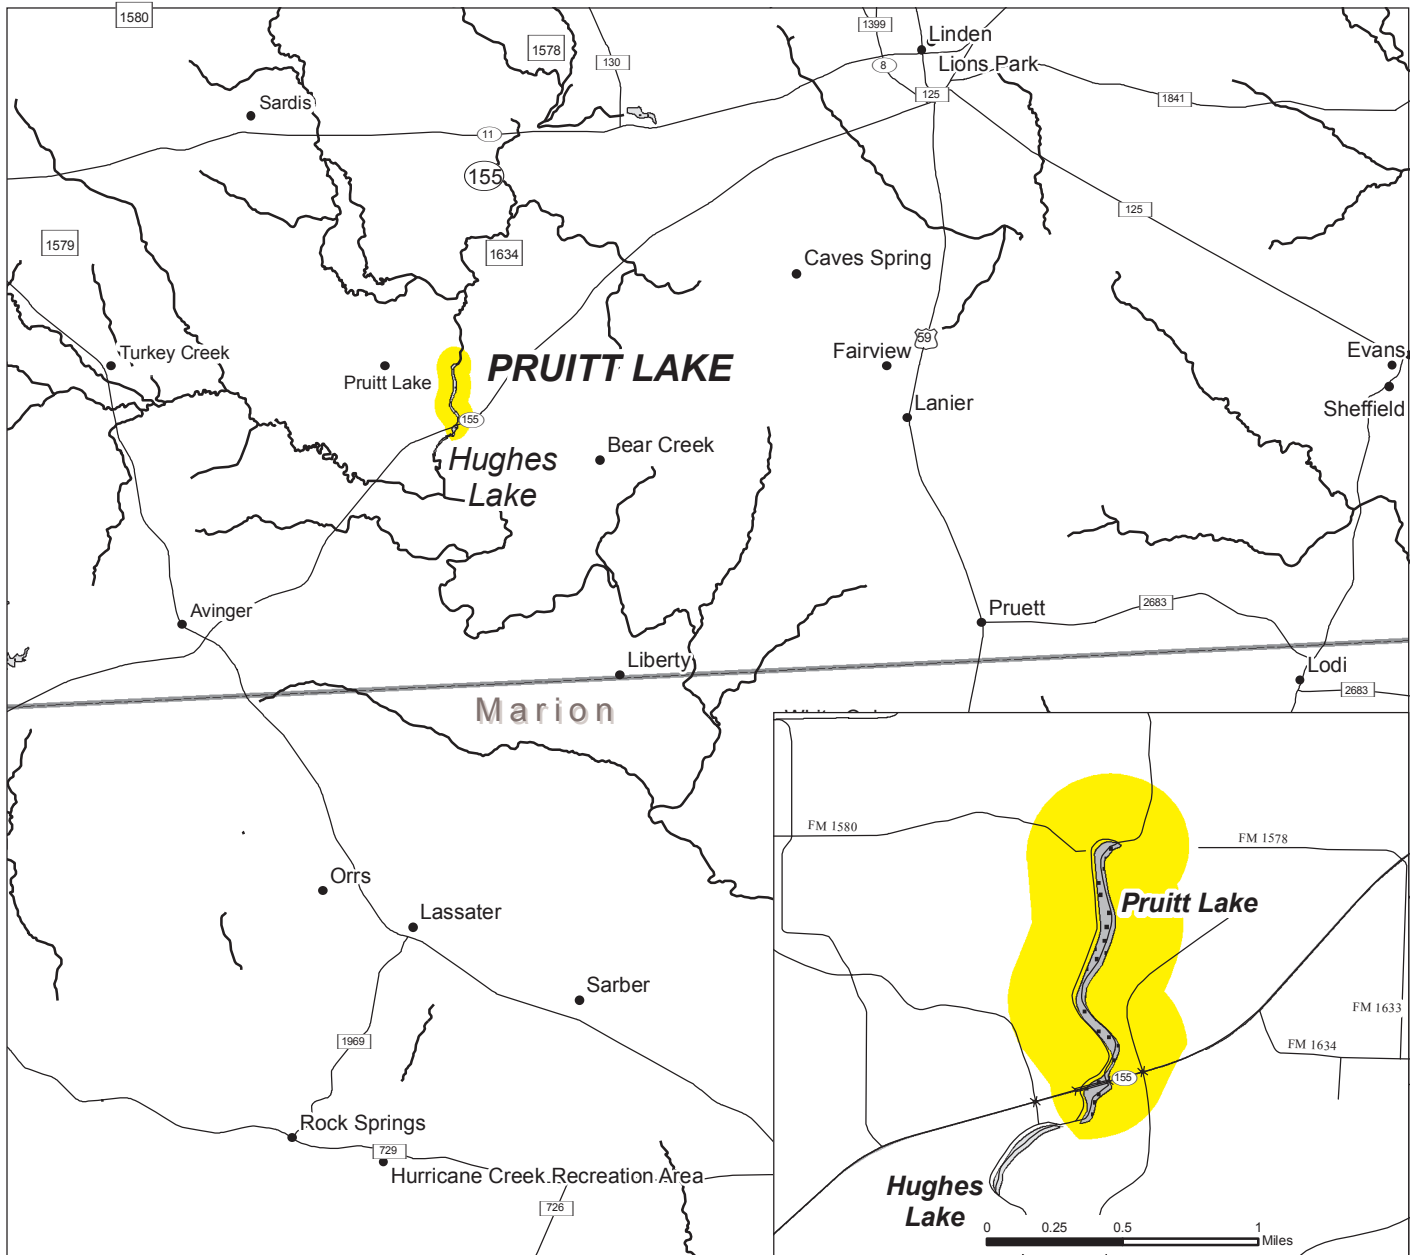 1580
1399
Linden
1578
130
8
Lions Park
125
1841
Sardis
11
155
125
1579
1634
Caves Spring
59
Turkey Creek
Pruitt Lake
PRUITT LAKE
Fairview
Evans
Lanier
Sheffield
155
Bear Creek
Hughes
Lake
Avinger
Pruett
2683
Liberty
Lodi
2683
Marion
FM 1580
FM 1578
Orrs
Pruitt Lake
Lassater
Sarber
FM 1633
1969
FM 1634
155
Rock Springs
729
Hurricane Creek Recreation Area
726
Hughes
Lake
0 0.25 0.5 1
Miles